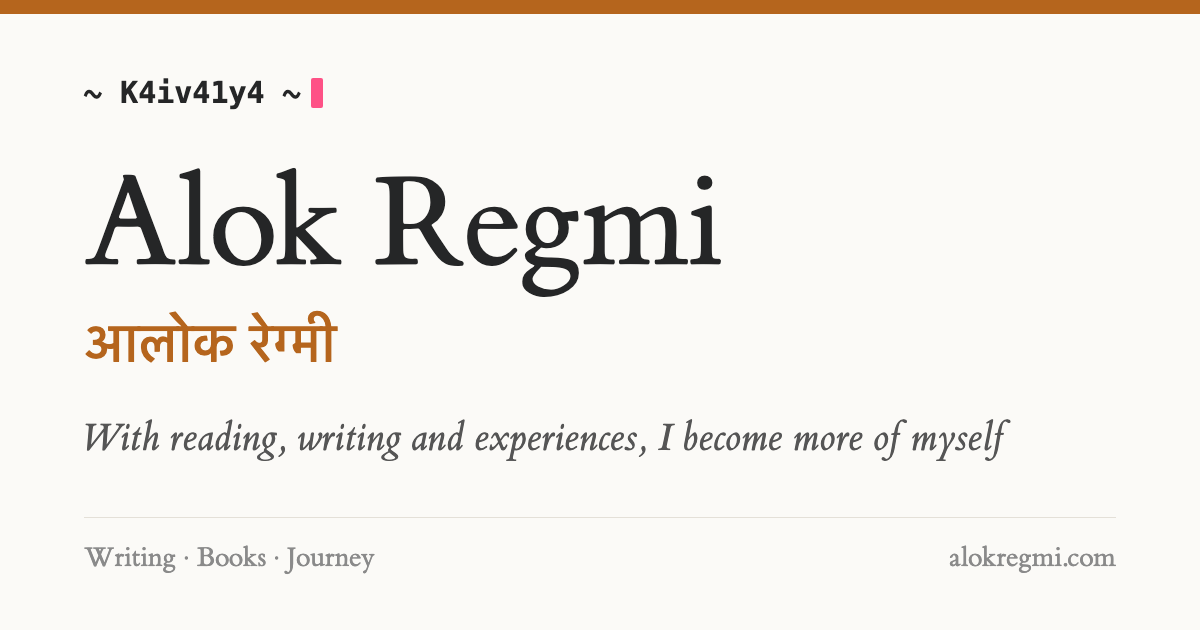 ~ K4iv41y4 ~
Alok Regmi
आलोक रेग्मी
With reading, writing and experiences, I become more of myself
Writing · Books · Journey
alokregmi.com